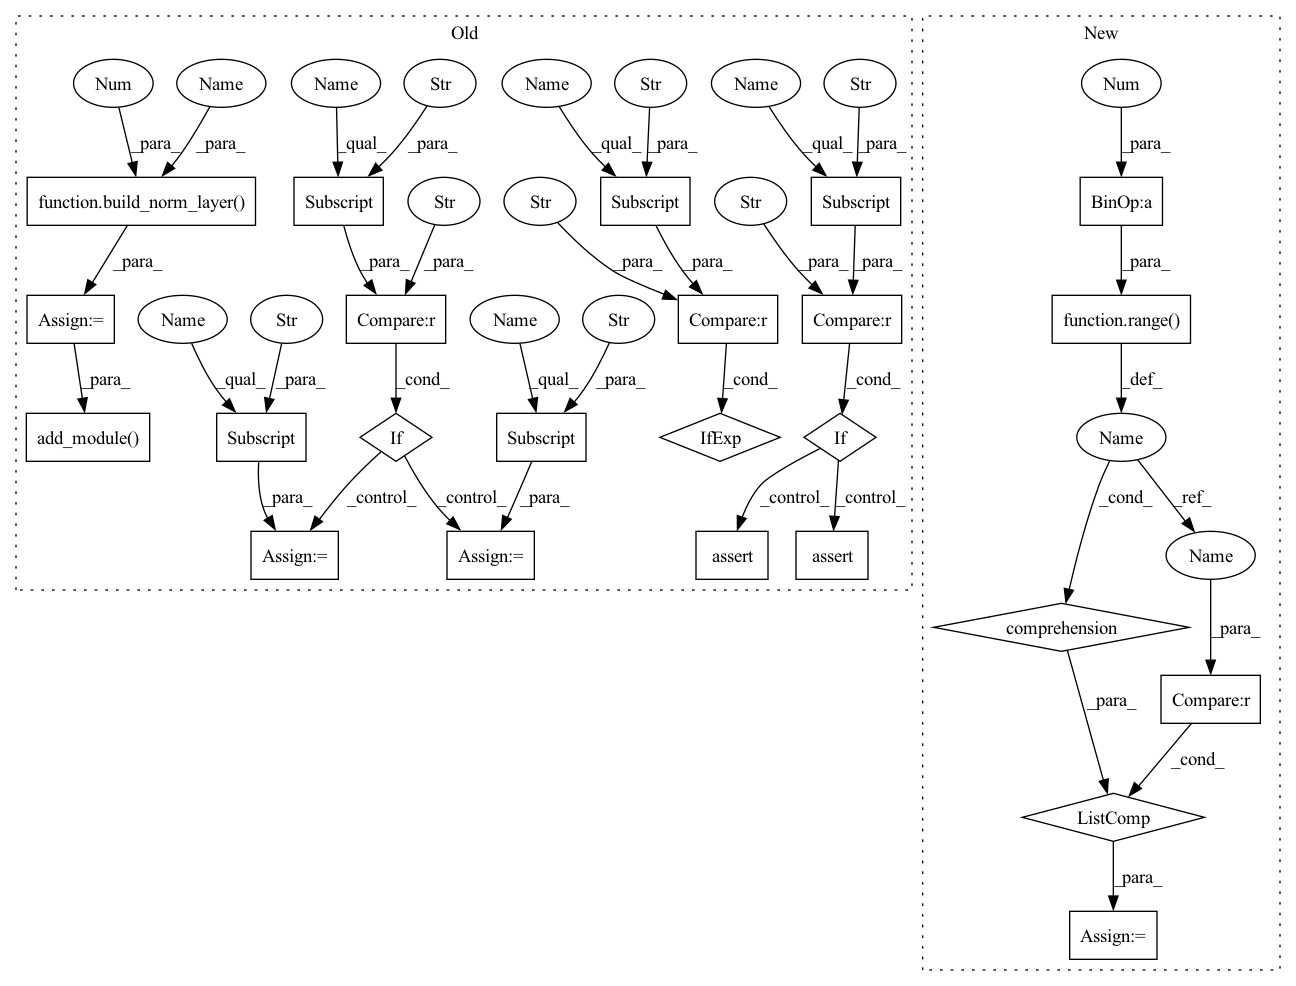 Old
New
Num
Name
Name
Str
Name
Str
Name
Str
Num
_para_
_para_
_qual_
_para_
_qual_
_para_
_qual_
_para_
_para_
function.build_norm_layer()
Subscript
Str
Str
Subscript
Str
Subscript
BinOp:a
_para_
_para_
_para_
_para_
_para_
_para_
_para_
_para_
Assign:=
Name
Str
Compare:r
Name
Str
Compare:r
Compare:r
function.range()
_para_
_qual_
_para_
_cond_
_qual_
_para_
_cond_
_cond_
_def_
add_module()
Subscript
If
Subscript
IfExp
If
Name
_para_
_control_
_control_
_para_
_control_
_control_
_cond_
_ref_
Assign:=
Assign:=
assert
assert
Name
comprehension
_para_
_para_
Compare:r
_cond_
ListComp
_para_
Assign:=